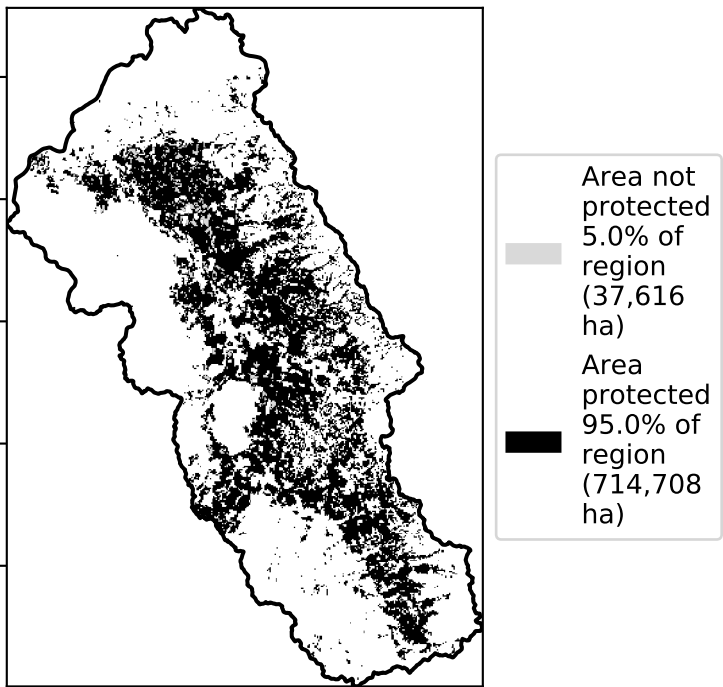 Area not
protected
5.0% of
region
(37,616
ha)
Area
protected
95.0% of
region
(714,708
ha)